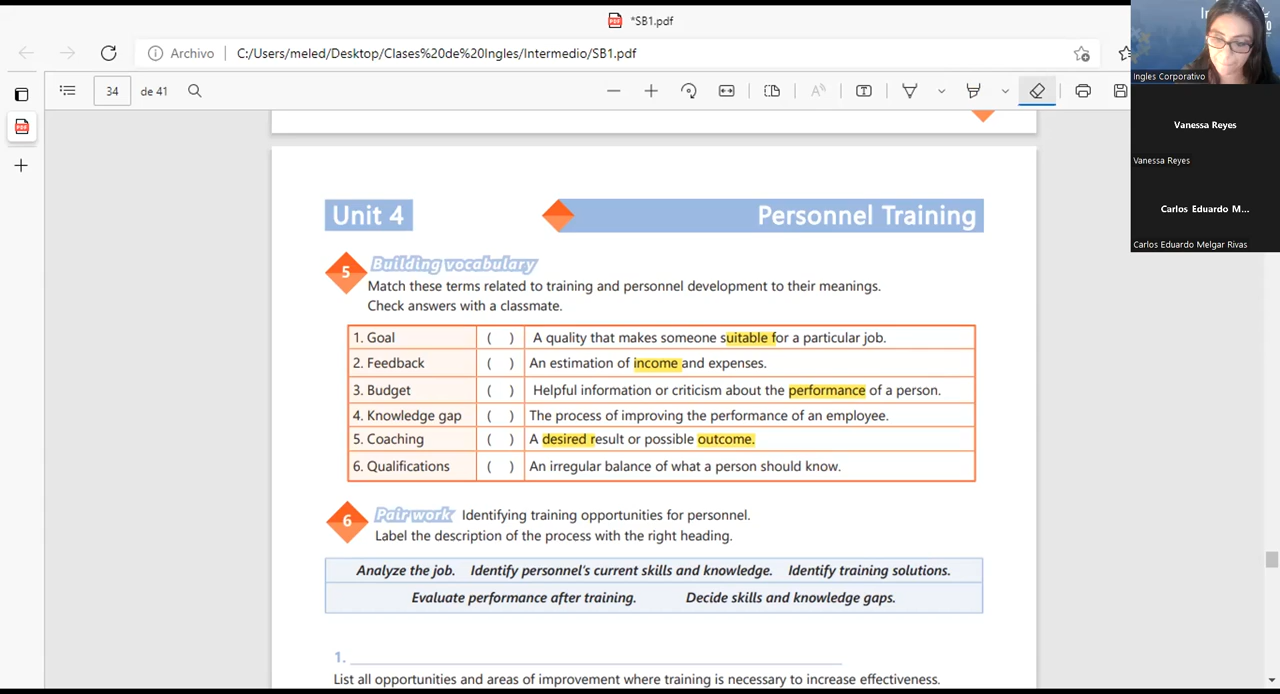 *SB1.pdf
Archivo C:/Users/meled/Desktop/Clases%20de%20Ingles/Intermedio/SB1.pdf
34 de 41
Ingles Corporativo
Vanessa Reyes
Vanessa Reyes
Carlos Eduardo M...
Carlos Eduardo Melgar Rivas
Unit 4 Personnel Training
5 Building vocabulary
Match these terms related to training and personnel development to their meanings.
Check answers with a classmate.
1. Goal ( ) A quality that makes someone suitable for a particular job.
2. Feedback ( ) An estimation of income and expenses.
3. Budget ( ) Helpful information or criticism about the performance of a person.
4. Knowledge gap ( ) The process of improving the performance of an employee.
5. Coaching ( ) A desired result or possible outcome.
6. Qualifications ( ) An irregular balance of what a person should know.
6 Pair work Identifying training opportunities for personnel.
Label the description of the process with the right heading.
Analyze the job. Identify personnel's current skills and knowledge. Identify training solutions.
Evaluate performance after training. Decide skills and knowledge gaps.
1.
List all opportunities and areas of improvement where training is necessary to increase effectiveness.